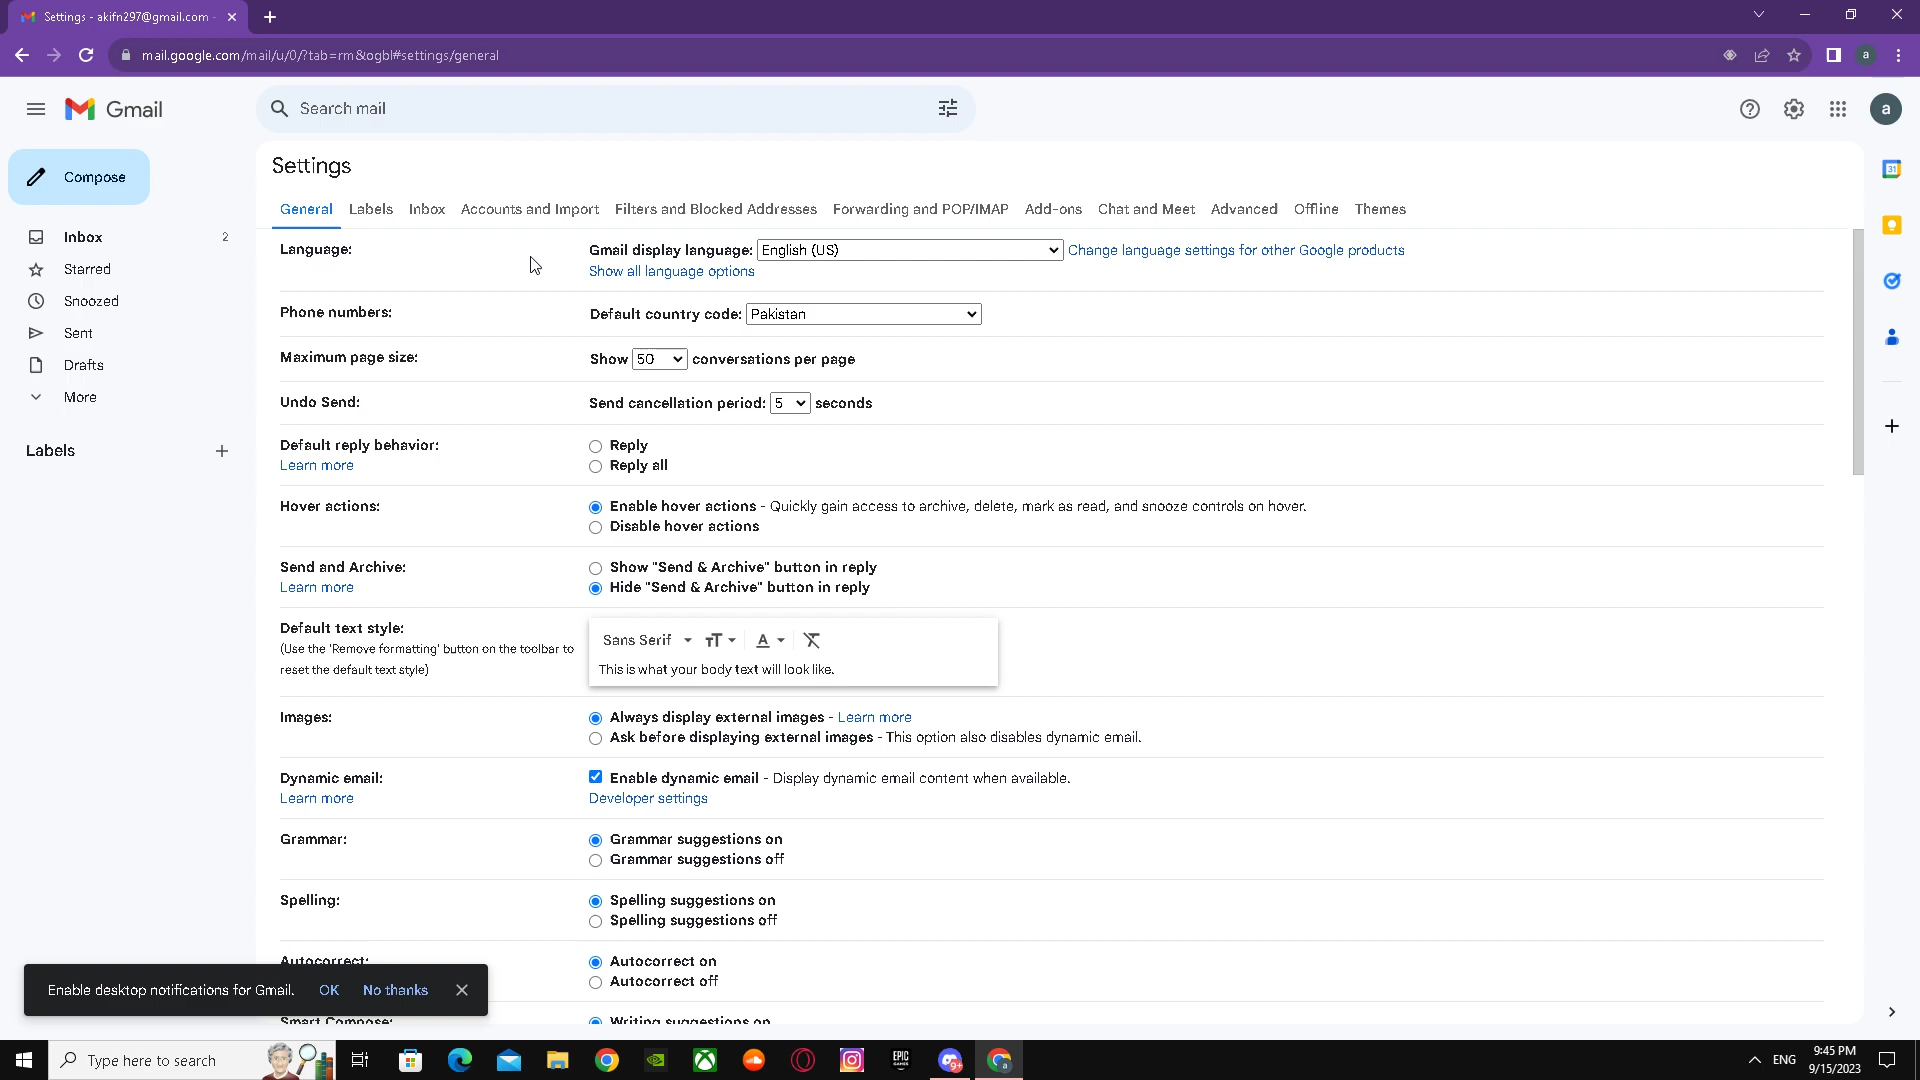 Settings - akifn297@gmail.com -
mail.google.com/mail/u/0/?tab=rm&ogbl#settings/general
a
Gmail
Search mail
a
Compose
Inbox 2
Starred
Snoozed
Sent
Drafts
More
Labels
Settings
General Labels Inbox Accounts and Import Filters and Blocked Addresses Forwarding and POP/IMAP Add-ons Chat and Meet Advanced Offline Themes
Language: Gmail display language: English (US) Change language settings for other Google products
Show all language options
Phone numbers: Default country code: Pakistan
Maximum page size: Show 50 conversations per page
Undo Send: Send cancellation period: 5 seconds
Default reply behavior: Reply
Learn more Reply all
Hover actions: Enable hover actions - Quickly gain access to archive, delete, mark as read, and snooze controls on hover.
Disable hover actions
Send and Archive: Show "Send & Archive" button in reply
Learn more Hide "Send & Archive" button in reply
Default text style: Sans Serif
(Use the 'Remove formatting' button on the toolbar to
reset the default text style) This is what your body text will look like.
Images: Always display external images - Learn more
Ask before displaying external images - This option also disables dynamic email.
Dynamic email: Enable dynamic email - Display dynamic email content when available.
Learn more Developer settings
Grammar: Grammar suggestions on
Grammar suggestions off
Spelling: Spelling suggestions on
Spelling suggestions off
Autocorrect: Autocorrect on
Autocorrect off
Smart Compose: Writing suggestions on
Enable desktop notifications for Gmail. OK No thanks
31
Type here to search
EPIC
GAMES
9+
a
ENG
9:45 PM
9/15/2023